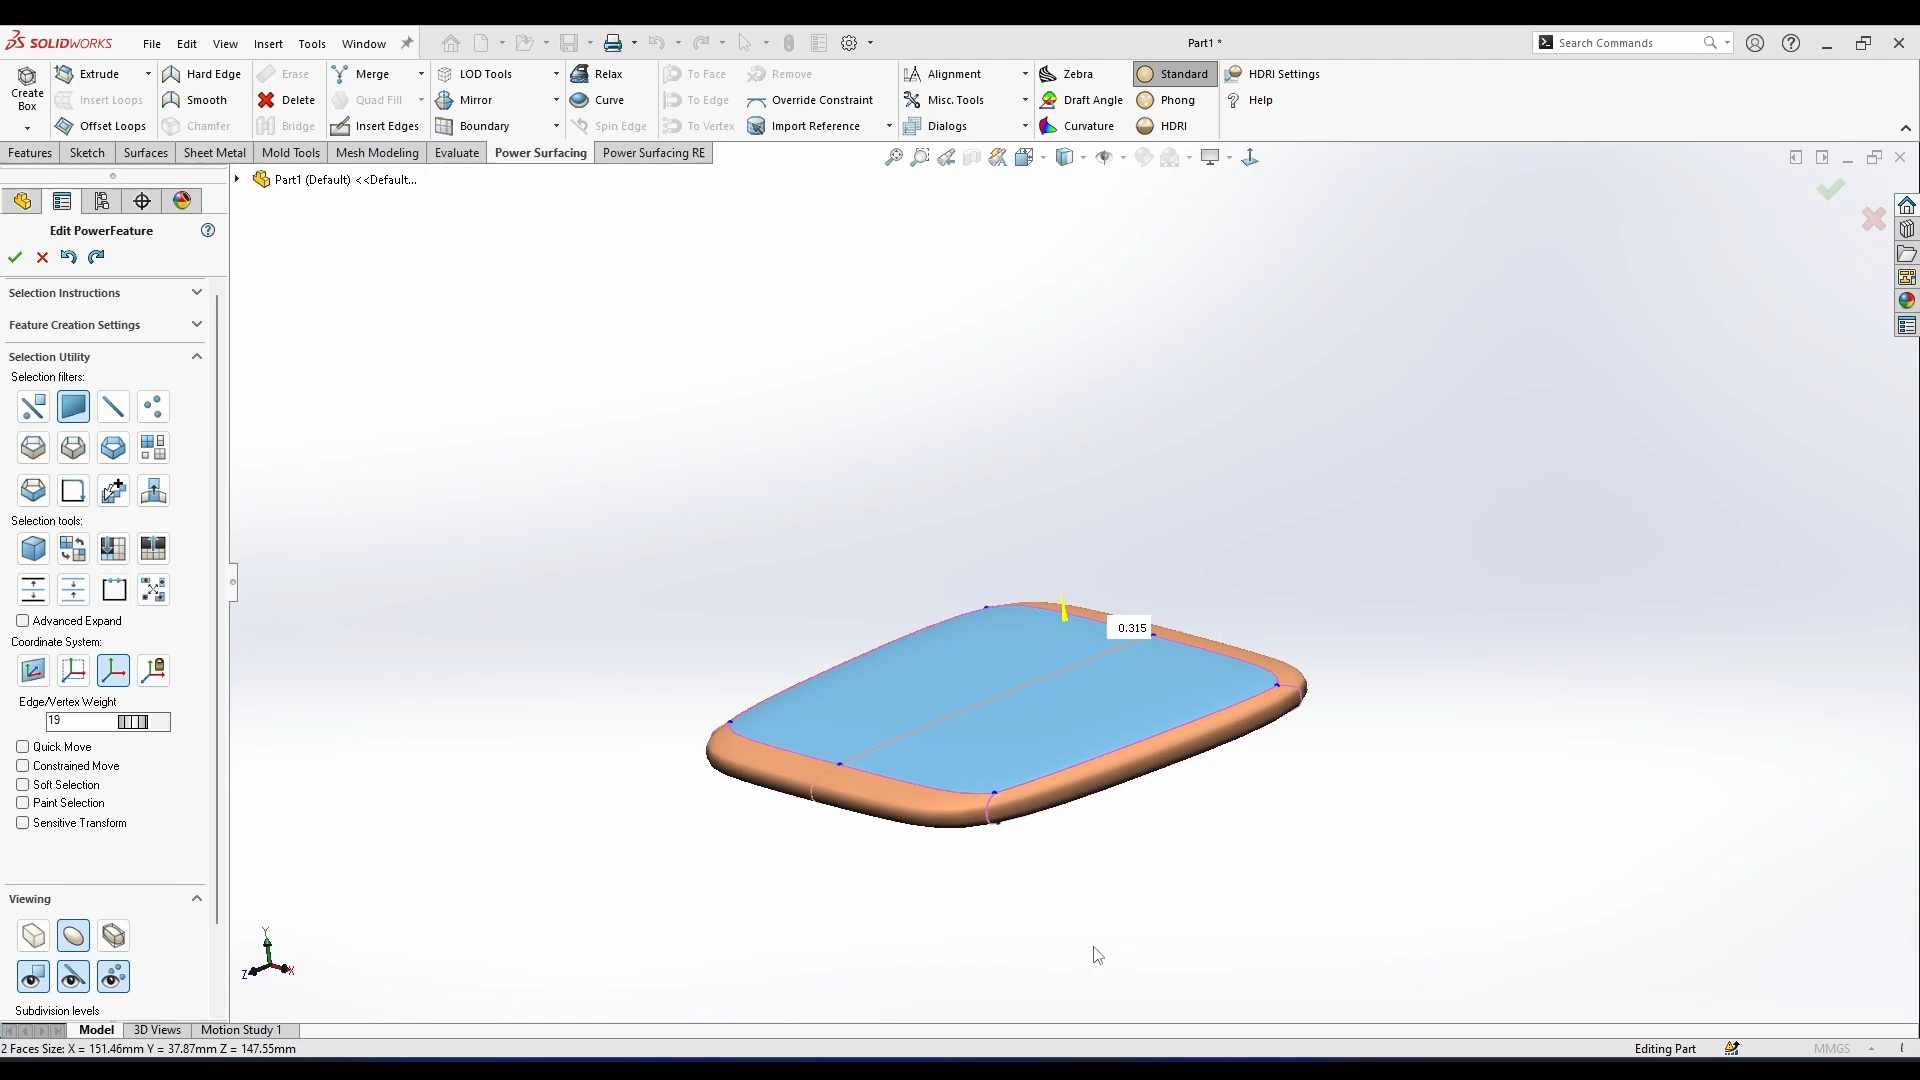 SOLIDWORKS File Edit View Insert Tools Window Part1 * Search Commands
Create Box
Extrude Hard Edge Erase Merge LOD Tools Relax To Face Remove Alignment Zebra Standard HDRI Settings
Insert Loops Smooth Delete Quad Fill Mirror Curve To Edge Override Constraint Misc. Tools Draft Angle Phong Help
Offset Loops Chamfer Bridge Insert Edges Boundary Spin Edge To Vertex Import Reference Dialogs Curvature HDRI
Features Sketch Surfaces Sheet Metal Mold Tools Mesh Modeling Evaluate Power Surfacing Power Surfacing RE
Part1 (Default) <<Default...
Edit PowerFeature
Selection Instructions
Feature Creation Settings
Selection Utility
Selection filters:
Selection tools:
Advanced Expand
Coordinate System:
Edge/Vertex Weight
19
Quick Move
Constrained Move
Soft Selection
Paint Selection
Sensitive Transform
Viewing
Subdivision levels
0.315
Y
Z X
Model 3D Views Motion Study 1
2 Faces Size: X = 151.46mm Y = 37.87mm Z = 147.55mm Editing Part MMGS